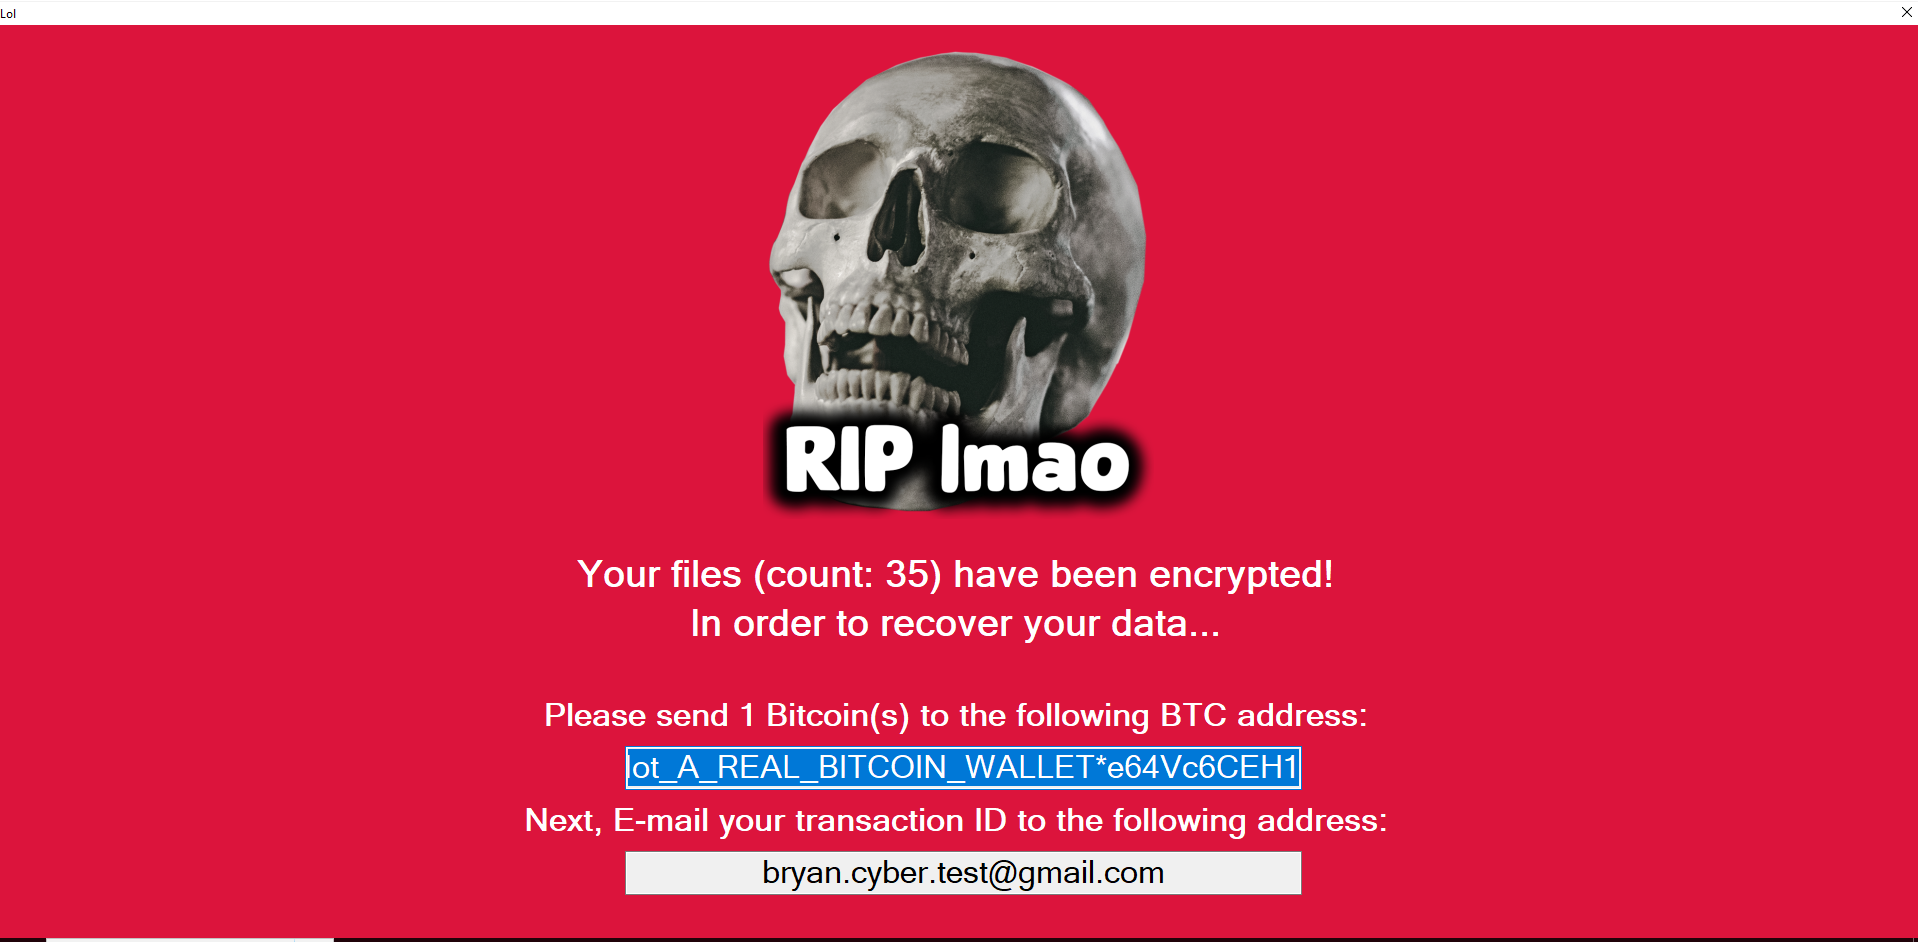 Lol
RIP lmao
Your files (count: 35) have been encrypted!
In order to recover your data...
Please send 1 Bitcoin(s) to the following BTC address:
lot_A_REAL_BITCOIN_WALLET*e64Vc6CEH1
Next, E-mail your transaction ID to the following address:
bryan.cyber.test@gmail.com